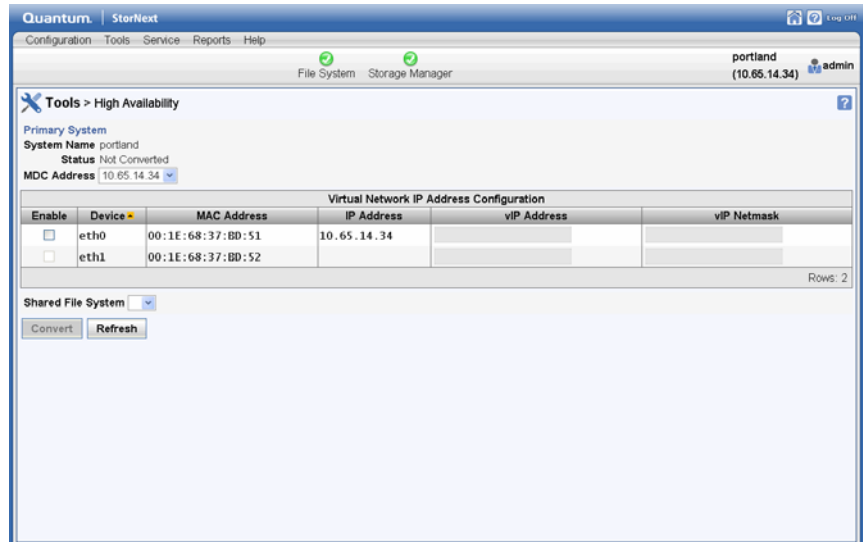 Quantum. StorNext Log Off
Configuration Tools Service Reports Help
File System Storage Manager portland (10.65.14.34) admin
Tools > High Availability ?
Primary System
System Name portland
Status Not Converted
MDC Address 10.65.14.34
Virtual Network IP Address Configuration
Enable Device MAC Address IP Address vIP Address vIP Netmask
eth0 00:1E:68:37:BD:51 10.65.14.34
eth1 00:1E:68:37:BD:52
Rows: 2
Shared File System
Convert Refresh